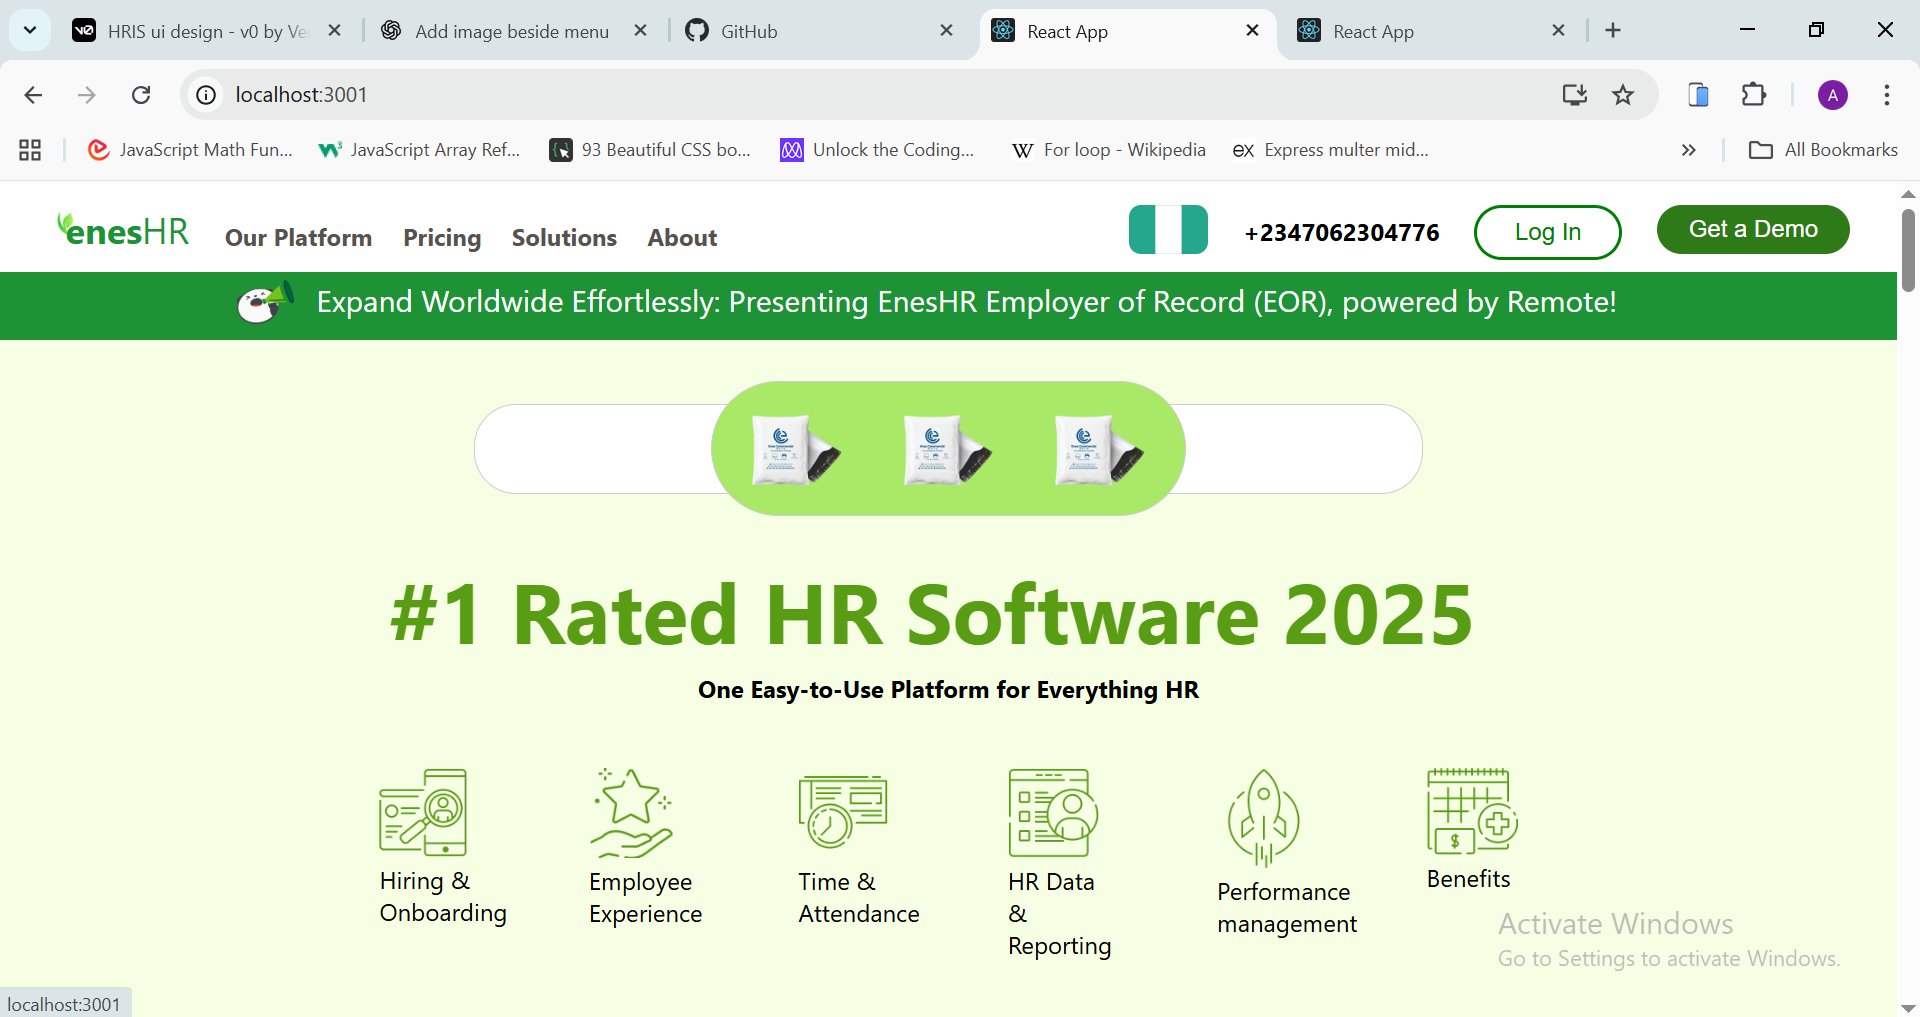 HRIS ui design - v0 by Ve
Add image beside menu
GitHub
React App
React App
localhost:3001
A
JavaScript Math Fun...
JavaScript Array Ref...
93 Beautiful CSS bo...
Unlock the Coding...
W For loop - Wikipedia
ex Express multer mid...
All Bookmarks
enesHR
Our Platform
Pricing
Solutions
About
+2347062304776
Log In
Get a Demo
Expand Worldwide Effortlessly: Presenting EnesHR Employer of Record (EOR), powered by Remote!
#1 Rated HR Software 2025
One Easy-to-Use Platform for Everything HR
Hiring &
Onboarding
Employee
Experience
Time &
Attendance
HR Data
&
Reporting
Performance
management
Benefits
Activate Windows
Go to Settings to activate Windows.
localhost:3001